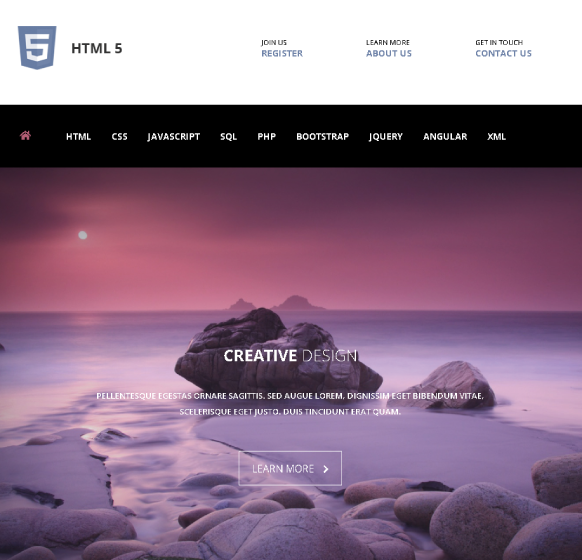 HTML 5
JOIN US
REGISTER
LEARN MORE
ABOUT US
GET IN TOUCH
CONTACT US
HTML CSS JAVASCRIPT SQL PHP BOOTSTRAP JQUERY ANGULAR XML
CREATIVE DESIGN
PELLENTESQUE EGESTAS ORNARE SAGITTIS. SED AUGUE LOREM, DIGNISSIM EGET BIBENDUM VITAE,
SCELERISQUE EGET JUSTO. DUIS TINCIDUNT ERAT QUAM.
LEARN MORE